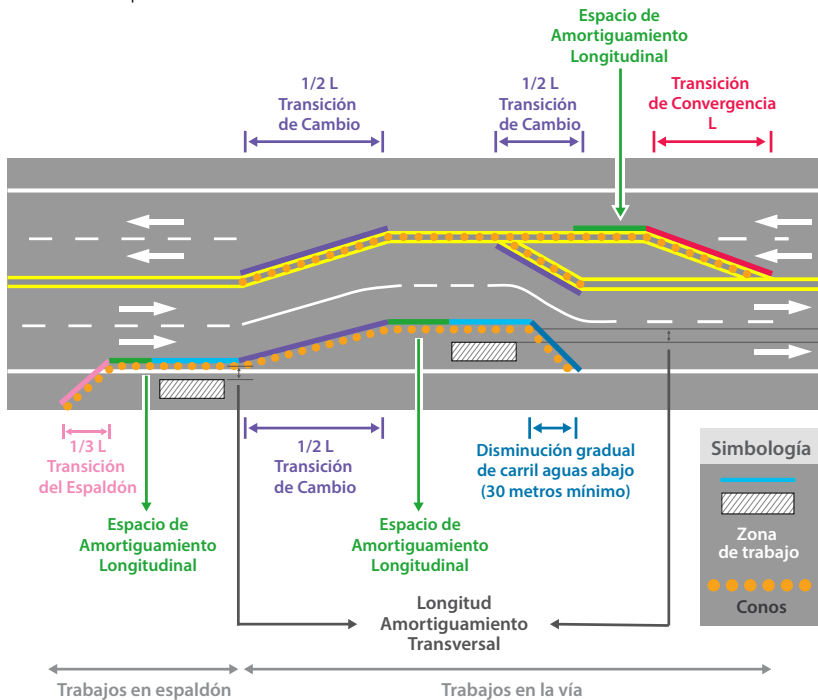 Espacio de
Amortiguamiento
Longitudinal
1/2 L
Transición
de Cambio
1/2 L
Transición
de Cambio
Transición
de Convergencia
L
1/3 L
Transición
del Espaldón
1/2 L
Transición
de Cambio
Disminución gradual
de carril aguas abajo
(30 metros mínimo)
Espacio de
Amortiguamiento
Longitudinal
Espacio de
Amortiguamiento
Longitudinal
Longitud
Amortiguamiento
Transversal
Simbología
Zona
de trabajo
Conos
Trabajos en espaldón
Trabajos en la vía